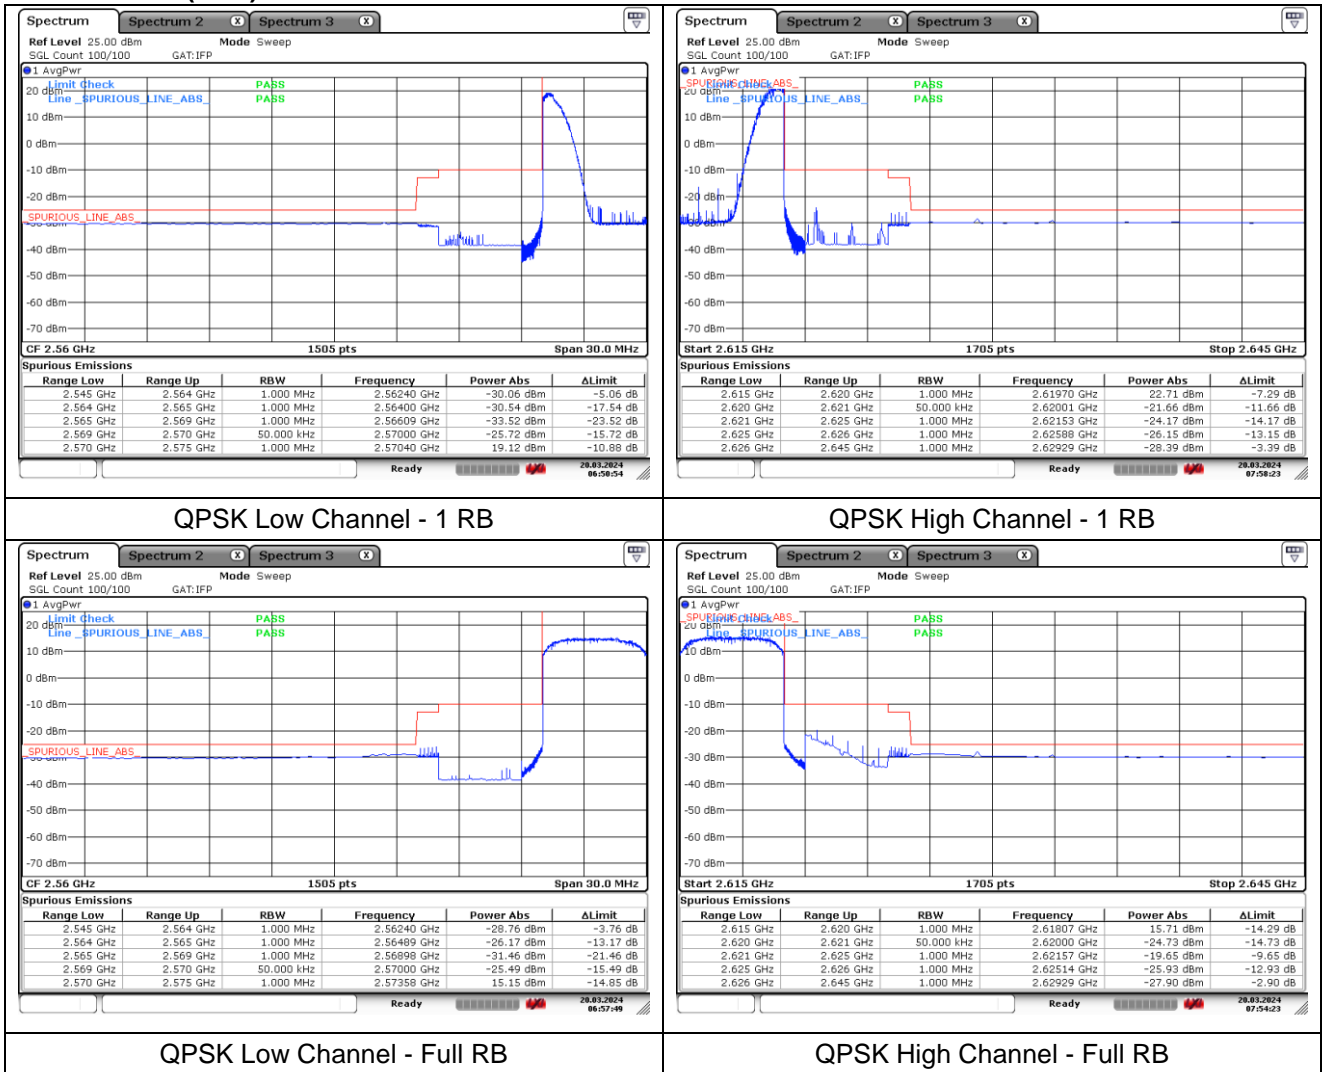 Spectrum Spectrum 2 X Spectrum 3 X
Ref Level 25.00 dBm Mode Sweep
SGL Count 100/100 GAT:IFP
1 AvgPwr
Limit Check PASS
Line _SPURIOUS_LINE_ABS_ PASS
20 dBm
10 dBm
0 dBm
-10 dBm
-20 dBm
_SPURIOUS_LINE_ABS_
-30 dBm
-40 dBm
-50 dBm
-60 dBm
-70 dBm
CF 2.56 GHz 1505 pts Span 30.0 MHz
Spurious Emissions
Range Low Range Up RBW Frequency Power Abs ΔLimit
2.545 GHz 2.564 GHz 1.000 MHz 2.56240 GHz -30.06 dBm -5.06 dB
2.564 GHz 2.565 GHz 1.000 MHz 2.56400 GHz -30.54 dBm -17.54 dB
2.565 GHz 2.569 GHz 1.000 MHz 2.56609 GHz -33.52 dBm -23.52 dB
2.569 GHz 2.570 GHz 50.000 kHz 2.57000 GHz -25.72 dBm -15.72 dB
2.570 GHz 2.575 GHz 1.000 MHz 2.57040 GHz 19.12 dBm -10.88 dB
Ready 20.03.2024
06:50:54
QPSK Low Channel - 1 RB
Spectrum Spectrum 2 X Spectrum 3 X
Ref Level 25.00 dBm Mode Sweep
SGL Count 100/100 GAT:IFP
1 AvgPwr
_SPURIOUS_LINE_ABS_
Limit Check PASS
Line _SPURIOUS_LINE_ABS_ PASS
20 dBm
10 dBm
0 dBm
-10 dBm
-20 dBm
-30 dBm
-40 dBm
-50 dBm
-60 dBm
-70 dBm
Start 2.615 GHz 1705 pts Stop 2.645 GHz
Spurious Emissions
Range Low Range Up RBW Frequency Power Abs ΔLimit
2.615 GHz 2.620 GHz 1.000 MHz 2.61970 GHz 22.71 dBm -7.29 dB
2.620 GHz 2.621 GHz 50.000 kHz 2.62001 GHz -21.66 dBm -11.66 dB
2.621 GHz 2.625 GHz 1.000 MHz 2.62153 GHz -24.17 dBm -14.17 dB
2.625 GHz 2.626 GHz 1.000 MHz 2.62588 GHz -26.15 dBm -13.15 dB
2.626 GHz 2.645 GHz 1.000 MHz 2.62929 GHz -28.39 dBm -3.39 dB
Ready 20.03.2024
07:58:23
QPSK High Channel - 1 RB
Spectrum Spectrum 2 X Spectrum 3 X
Ref Level 25.00 dBm Mode Sweep
SGL Count 100/100 GAT:IFP
1 AvgPwr
Limit Check PASS
Line _SPURIOUS_LINE_ABS_ PASS
20 dBm
10 dBm
0 dBm
-10 dBm
-20 dBm
_SPURIOUS_LINE_ABS_
-30 dBm
-40 dBm
-50 dBm
-60 dBm
-70 dBm
CF 2.56 GHz 1505 pts Span 30.0 MHz
Spurious Emissions
Range Low Range Up RBW Frequency Power Abs ΔLimit
2.545 GHz 2.564 GHz 1.000 MHz 2.56240 GHz -28.76 dBm -3.76 dB
2.564 GHz 2.565 GHz 1.000 MHz 2.56489 GHz -26.17 dBm -13.17 dB
2.565 GHz 2.569 GHz 1.000 MHz 2.56898 GHz -31.46 dBm -21.46 dB
2.569 GHz 2.570 GHz 50.000 kHz 2.57000 GHz -25.49 dBm -15.49 dB
2.570 GHz 2.575 GHz 1.000 MHz 2.57358 GHz 15.15 dBm -14.85 dB
Ready 20.03.2024
06:57:49
QPSK Low Channel - Full RB
Spectrum Spectrum 2 X Spectrum 3 X
Ref Level 25.00 dBm Mode Sweep
SGL Count 100/100 GAT:IFP
1 AvgPwr
_SPURIOUS_LINE_ABS_
Limit Check PASS
Line _SPURIOUS_LINE_ABS_ PASS
20 dBm
10 dBm
0 dBm
-10 dBm
-20 dBm
-30 dBm
-40 dBm
-50 dBm
-60 dBm
-70 dBm
Start 2.615 GHz 1705 pts Stop 2.645 GHz
Spurious Emissions
Range Low Range Up RBW Frequency Power Abs ΔLimit
2.615 GHz 2.620 GHz 1.000 MHz 2.61807 GHz 15.71 dBm -14.29 dB
2.620 GHz 2.621 GHz 50.000 kHz 2.62000 GHz -24.73 dBm -14.73 dB
2.621 GHz 2.625 GHz 1.000 MHz 2.62157 GHz -19.65 dBm -9.65 dB
2.625 GHz 2.626 GHz 1.000 MHz 2.62514 GHz -25.93 dBm -12.93 dB
2.626 GHz 2.645 GHz 1.000 MHz 2.62929 GHz -27.90 dBm -2.90 dB
Ready 20.03.2024
07:54:23
QPSK High Channel - Full RB